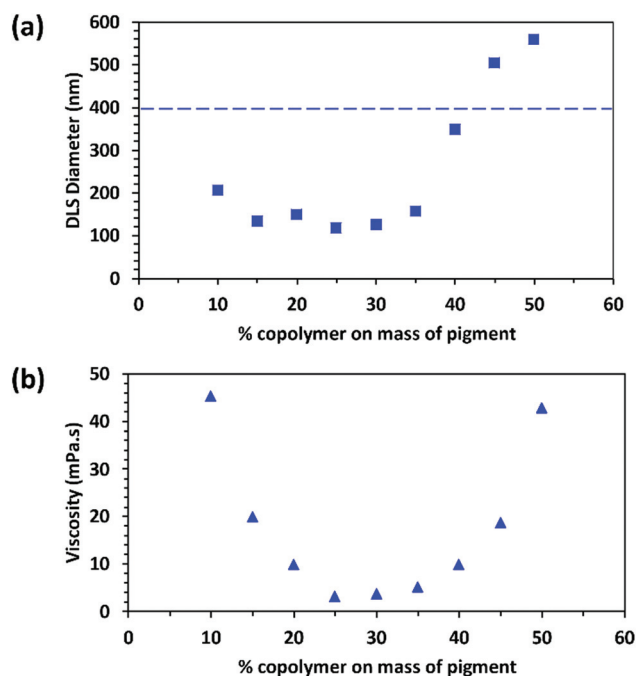 (a)
600
500
400
300
200
100
0
DLS Diameter (nm)
0 10 20 30 40 50 60
% copolymer on mass of pigment
(b)
50
40
30
20
10
0
Viscosity (mPa.s)
0 10 20 30 40 50 60
% copolymer on mass of pigment